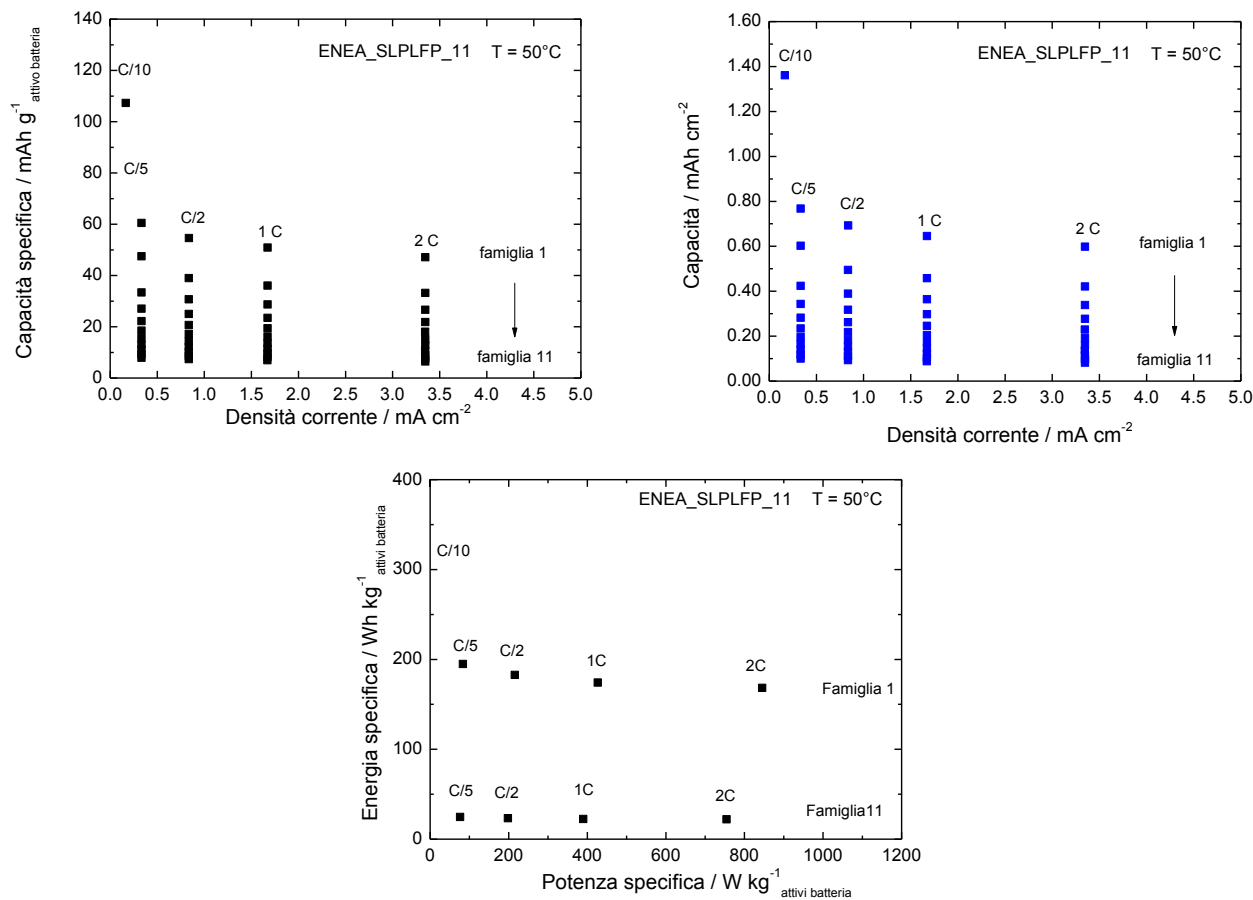 ENEA_SLPLFP_11 T = 50°C
Capacità specifica / mAh g-1 attivo batteria
140
120
100
80
60
40
20
0
C/10
C/5
C/2
1 C
2 C
famiglia 1
famiglia 11
0.0 0.5 1.0 1.5 2.0 2.5 3.0 3.5 4.0 4.5 5.0
Densità corrente / mA cm-2
ENEA_SLPLFP_11 T = 50°C
Capacità / mAh cm-2
1.60
1.40
1.20
1.00
0.80
0.60
0.40
0.20
0.00
C/10
C/5
C/2
1 C
2 C
famiglia 1
famiglia 11
0.0 0.5 1.0 1.5 2.0 2.5 3.0 3.5 4.0 4.5 5.0
Densità corrente / mA cm-2
ENEA_SLPLFP_11 T = 50°C
Energia specifica / Wh kg-1 attivi batteria
400
300
200
100
0
C/10
C/5
C/2
1C
2C
Famiglia 1
C/5
C/2
1C
2C
Famiglia11
0 200 400 600 800 1000 1200
Potenza specifica / W kg-1 attivi batteria